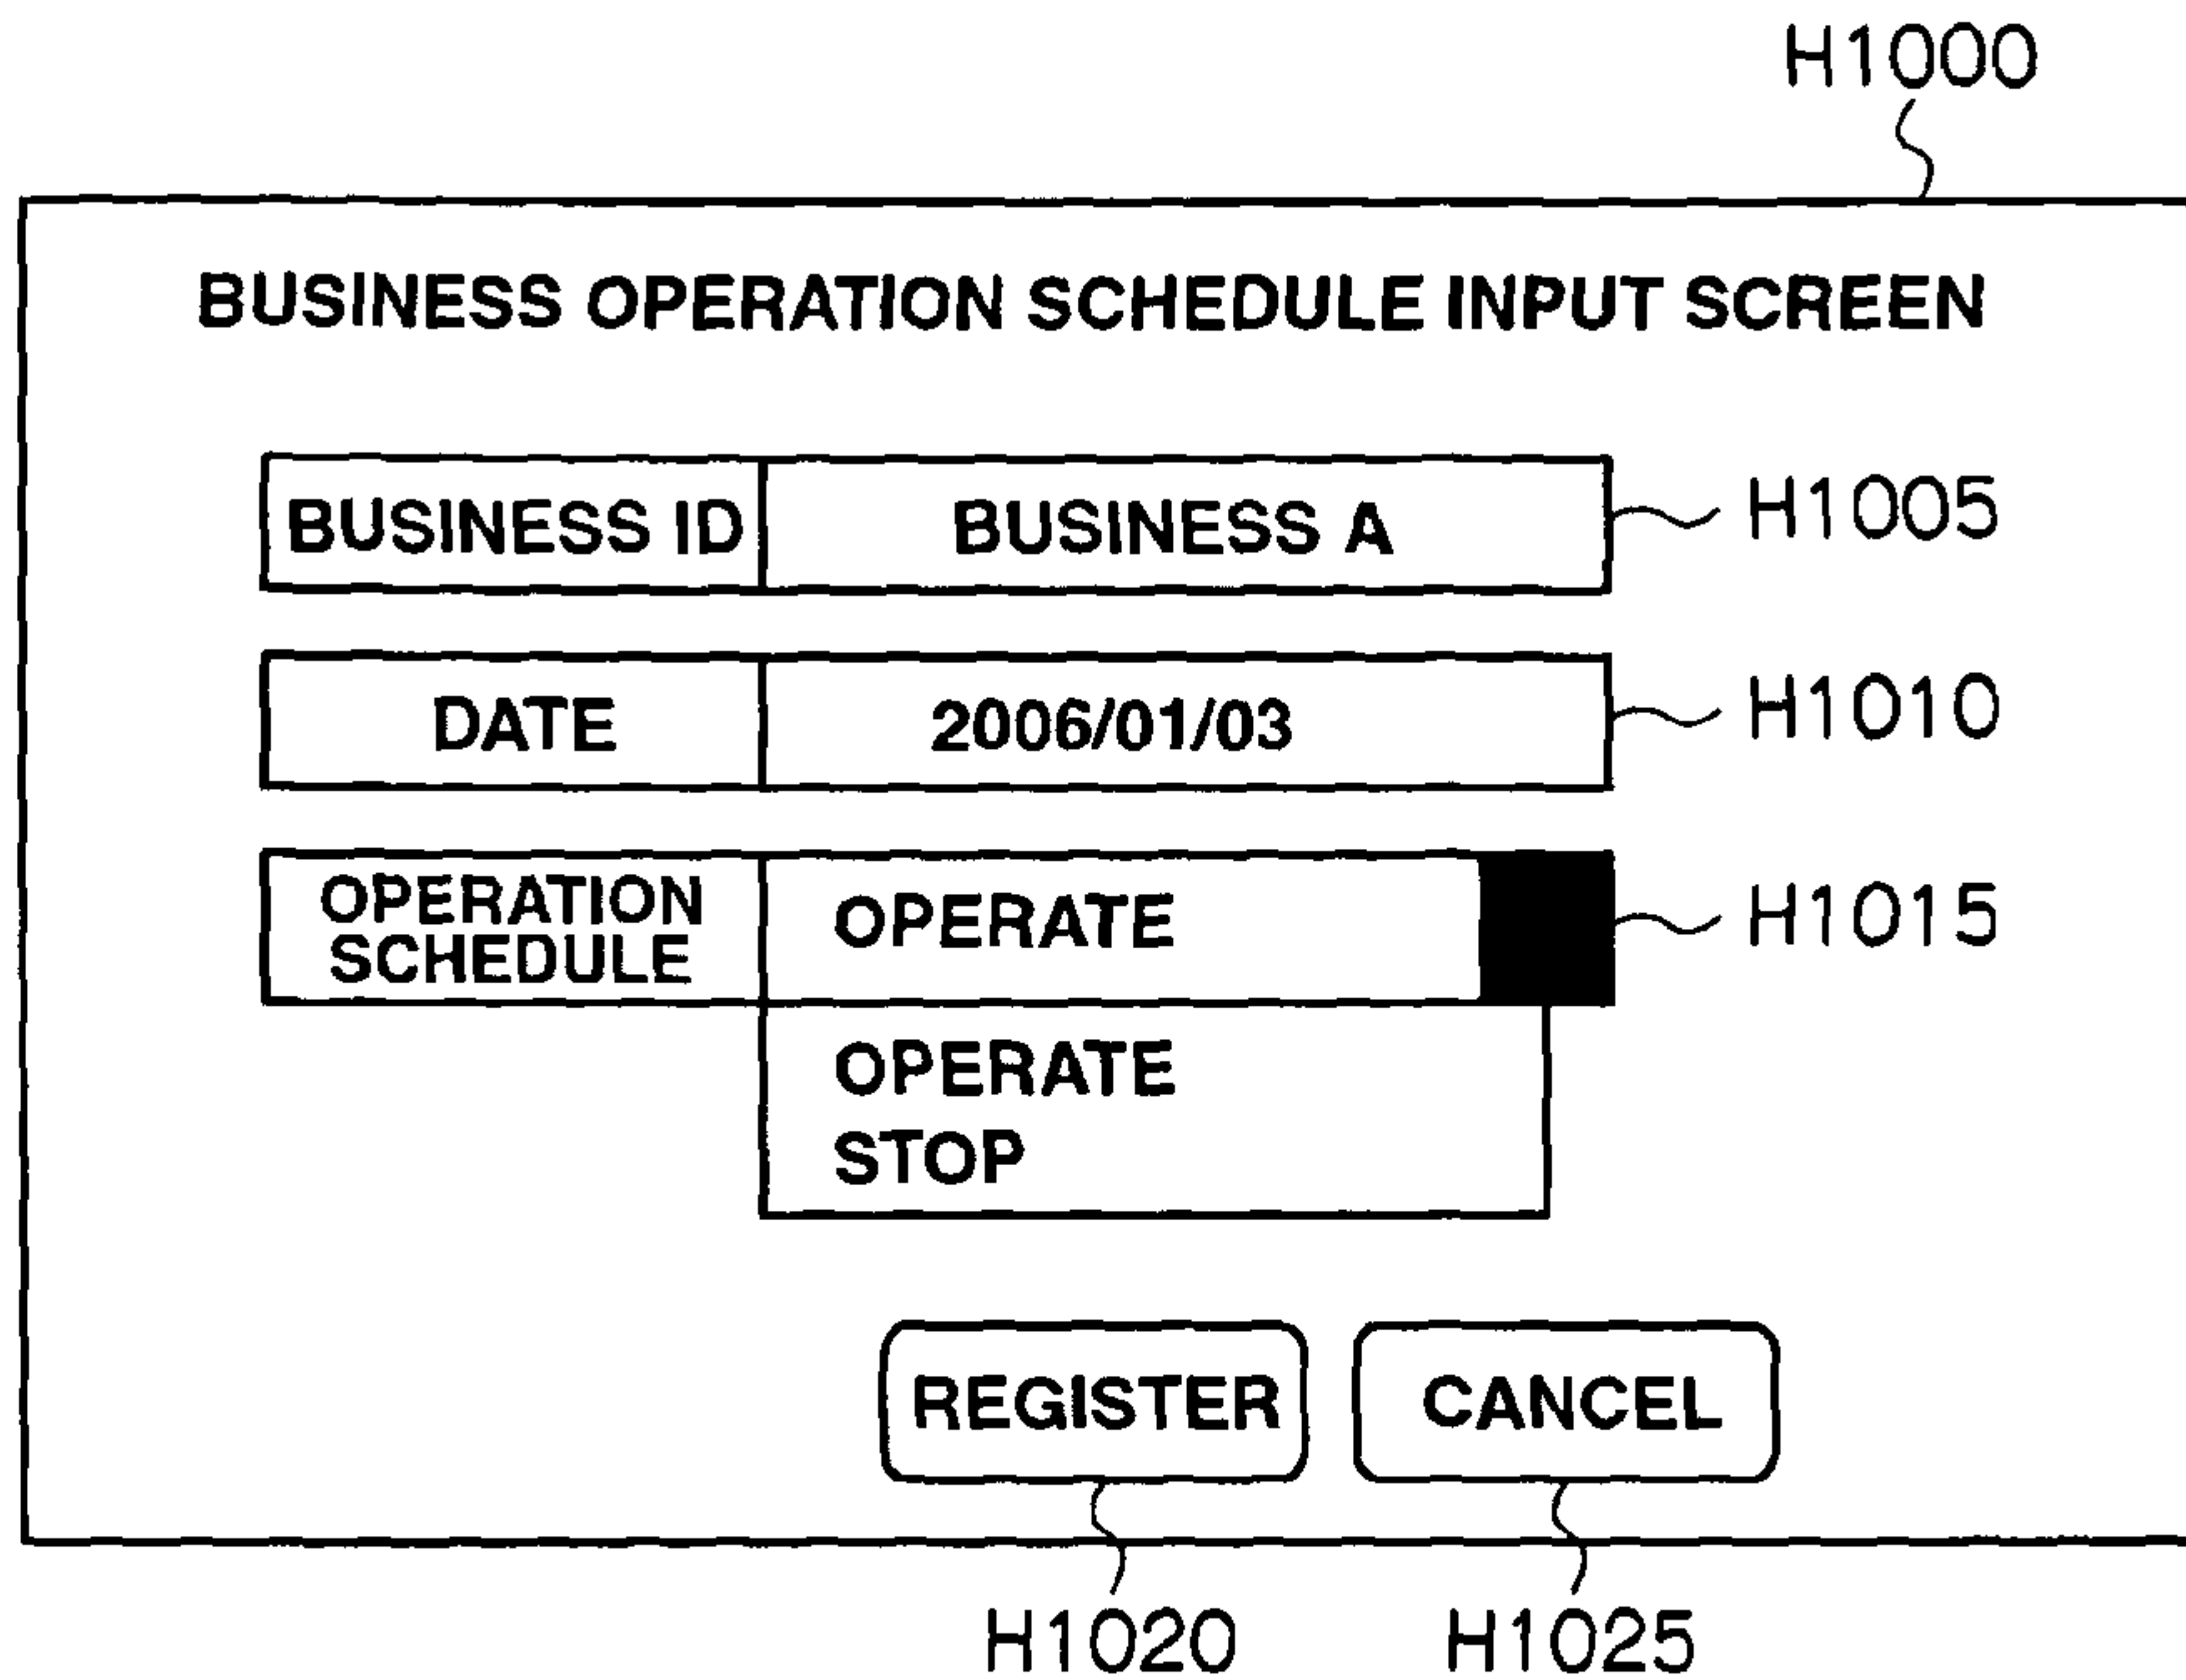 H1000
BUSINESS OPERATION SCHEDULE INPUT SCREEN
BUSINESS ID BUSINESS A H1005
DATE 2006/01/03 H1010
OPERATION
SCHEDULE
OPERATE H1015
OPERATE
STOP
REGISTER CANCEL
H1020 H1025